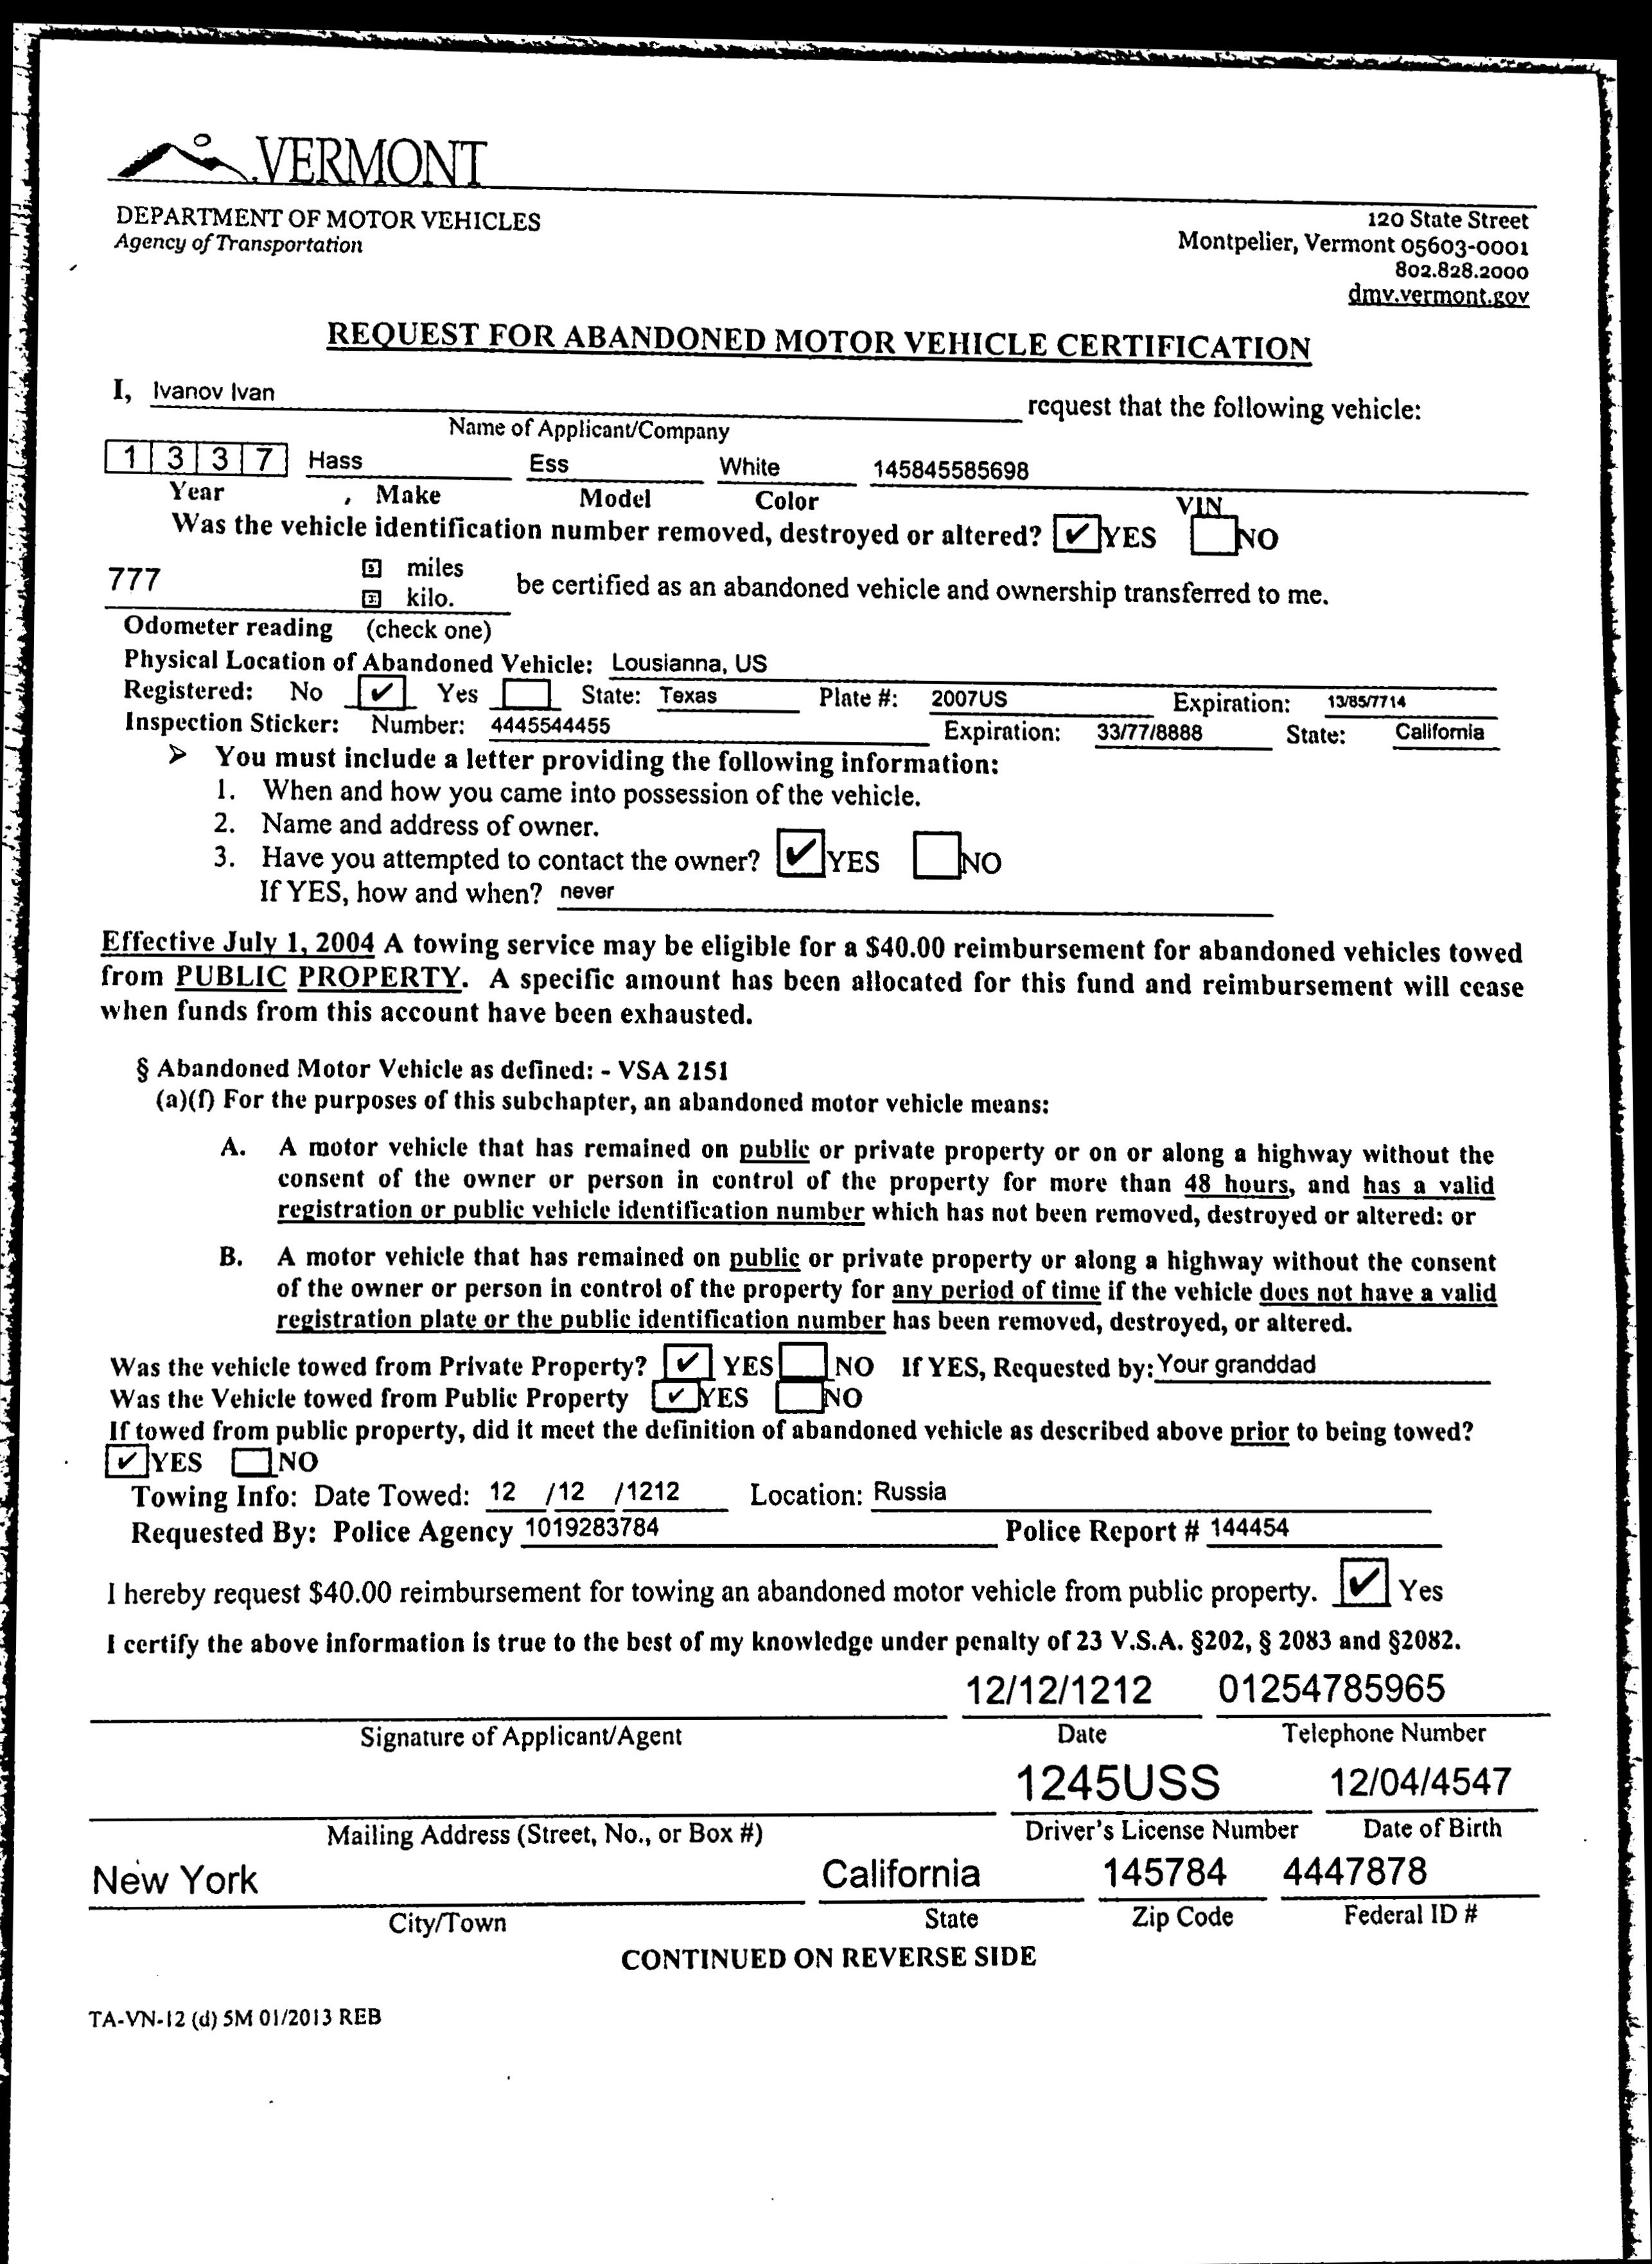 VERMONT
DEPARTMENT OF MOTOR VEHICLES
Agency of Transportation
120 State Street
Montpelier, Vermont 05603-0001
802.828.2000
dmv.vermont.gov
REQUEST FOR ABANDONED MOTOR VEHICLE CERTIFICATION
I, Ivanov Ivan request that the following vehicle:
Name of Applicant/Company
1 3 3 7 Hass Ess White 145845585698
Year , Make Model Color VIN
Was the vehicle identification number removed, destroyed or altered? ✔ YES NO
777 miles
kilo. be certified as an abandoned vehicle and ownership transferred to me.
Odometer reading (check one)
Physical Location of Abandoned Vehicle: Lousianna, US
Registered: No ✔ Yes State: Texas Plate #: 2007US Expiration: 13/85/7714
Inspection Sticker: Number: 4445544455 Expiration: 33/77/8888 State: California
➢ You must include a letter providing the following information:
1. When and how you came into possession of the vehicle.
2. Name and address of owner.
3. Have you attempted to contact the owner? ✔ YES NO
If YES, how and when? never
Effective July 1, 2004 A towing service may be eligible for a $40.00 reimbursement for abandoned vehicles towed
from PUBLIC PROPERTY. A specific amount has been allocated for this fund and reimbursement will cease
when funds from this account have been exhausted.
§ Abandoned Motor Vehicle as defined: - VSA 2151
(a)(f) For the purposes of this subchapter, an abandoned motor vehicle means:
A. A motor vehicle that has remained on public or private property or on or along a highway without the
consent of the owner or person in control of the property for more than 48 hours, and has a valid
registration or public vehicle identification number which has not been removed, destroyed or altered: or
B. A motor vehicle that has remained on public or private property or along a highway without the consent
of the owner or person in control of the property for any period of time if the vehicle does not have a valid
registration plate or the public identification number has been removed, destroyed, or altered.
Was the vehicle towed from Private Property? ✔ YES NO If YES, Requested by: Your granddad
Was the Vehicle towed from Public Property ✔ YES NO
If towed from public property, did it meet the definition of abandoned vehicle as described above prior to being towed?
✔ YES NO
Towing Info: Date Towed: 12 /12 /1212 Location: Russia
Requested By: Police Agency 1019283784 Police Report # 144454
I hereby request $40.00 reimbursement for towing an abandoned motor vehicle from public property. ✔ Yes
I certify the above information is true to the best of my knowledge under penalty of 23 V.S.A. §202, § 2083 and §2082.
12/12/1212 01254785965
Signature of Applicant/Agent Date Telephone Number
1245USS 12/04/4547
Mailing Address (Street, No., or Box #) Driver's License Number Date of Birth
New York California 145784 4447878
City/Town State Zip Code Federal ID #
CONTINUED ON REVERSE SIDE
TA-VN-12 (d) 5M 01/2013 REB